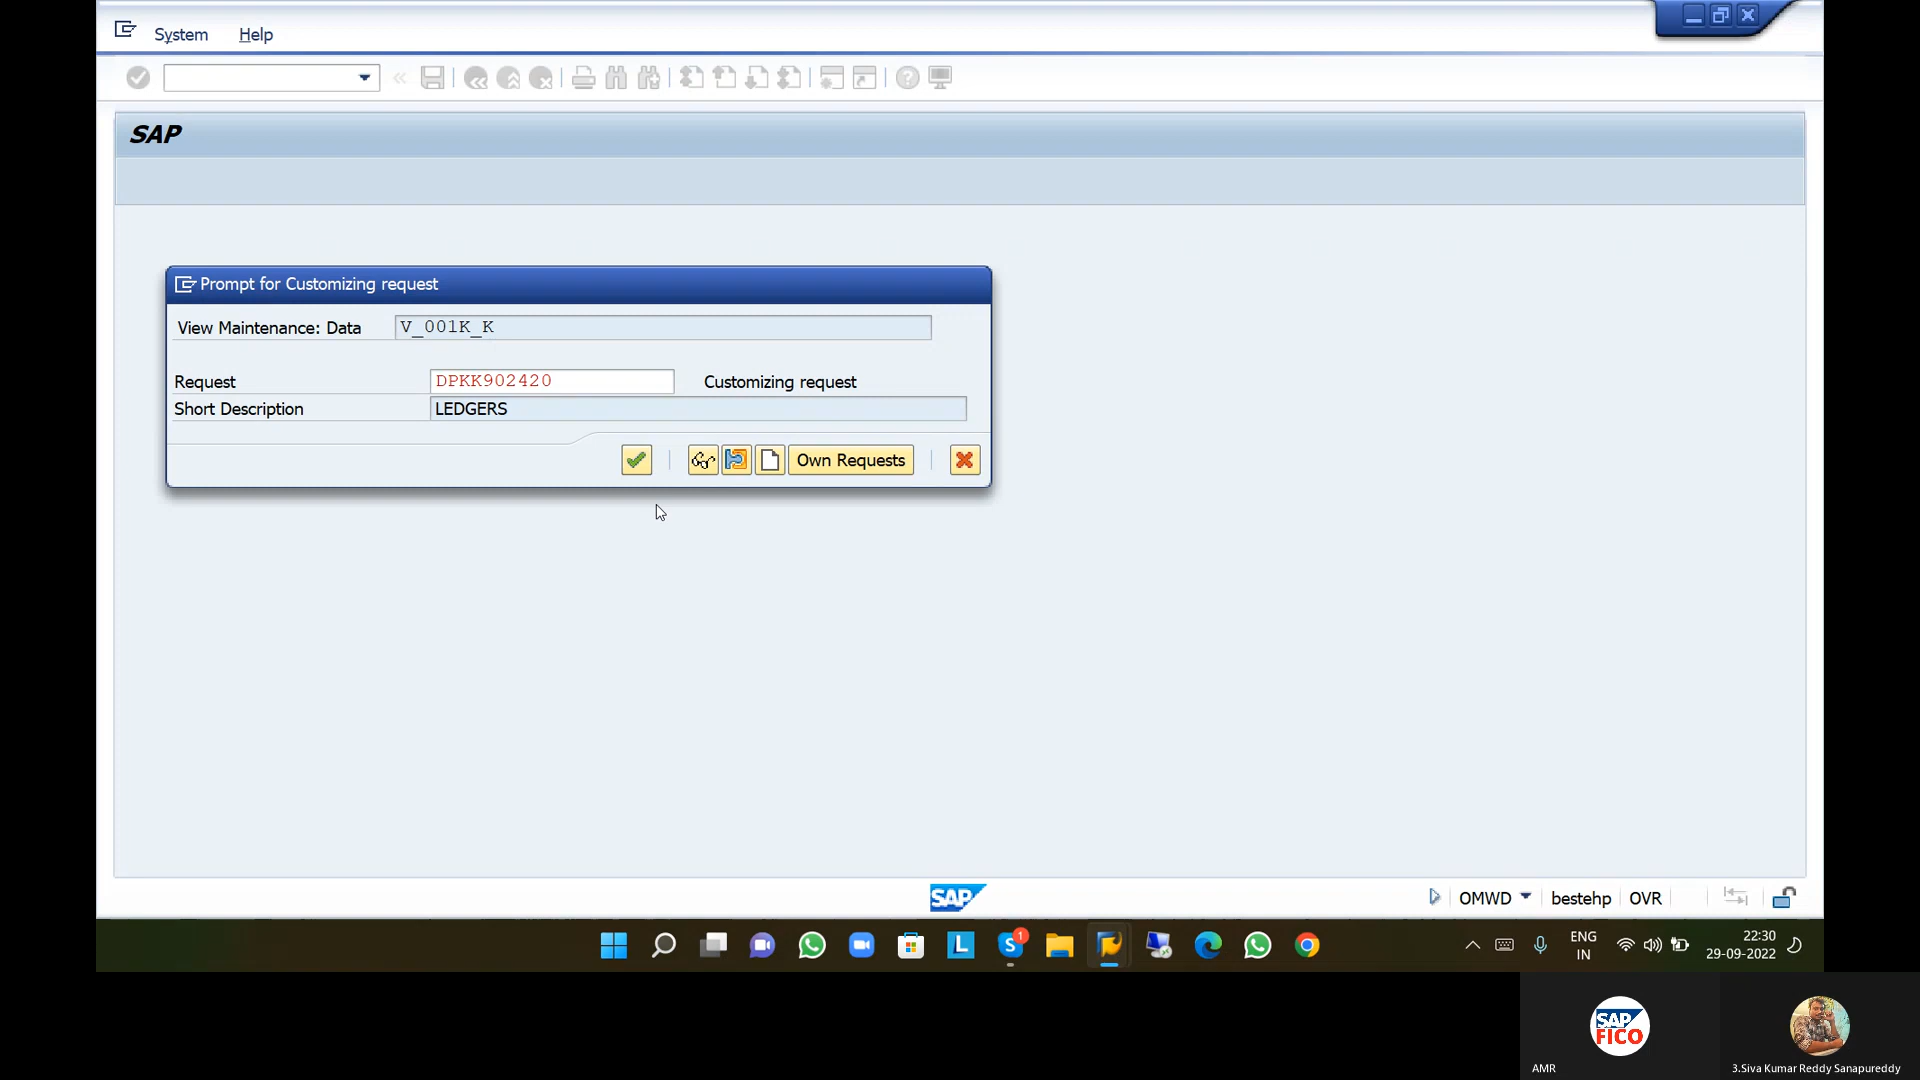 System Help
SAP
Prompt for Customizing request
View Maintenance: Data V_001K_K
Request DPKK902420 Customizing request
Short Description LEDGERS
Own Requests
SAP
OMWD bestehp OVR
L
S 1
ENG
IN
22:30
29-09-2022
SAP
FICO
AMR
3.Siva Kumar Reddy Sanapureddy